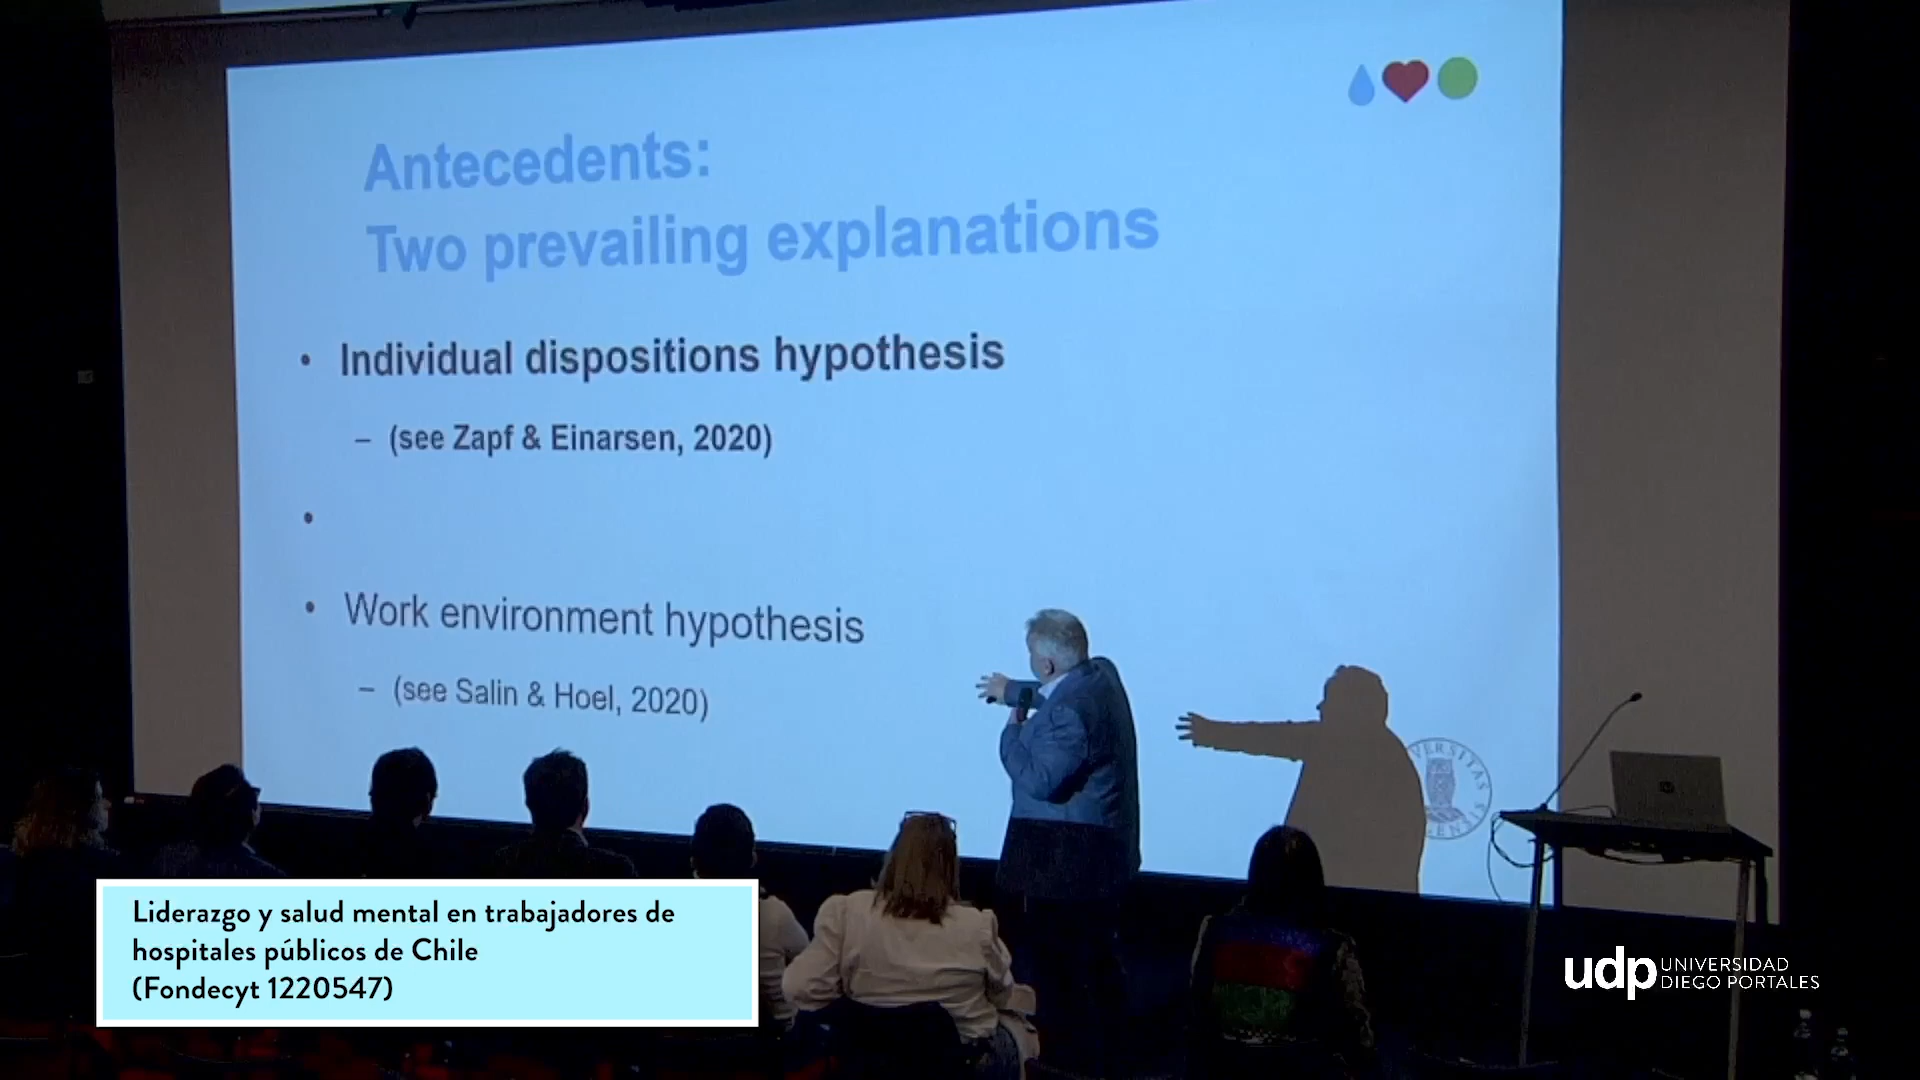 Antecedents:
Two prevailing explanations
• Individual dispositions hypothesis
– (see Zapf & Einarsen, 2020)
•
• Work environment hypothesis
– (see Salin & Hoel, 2020)
Liderazgo y salud mental en trabajadores de
hospitales públicos de Chile
(Fondecyt 1220547)
udp UNIVERSIDAD
DIEGO PORTALES